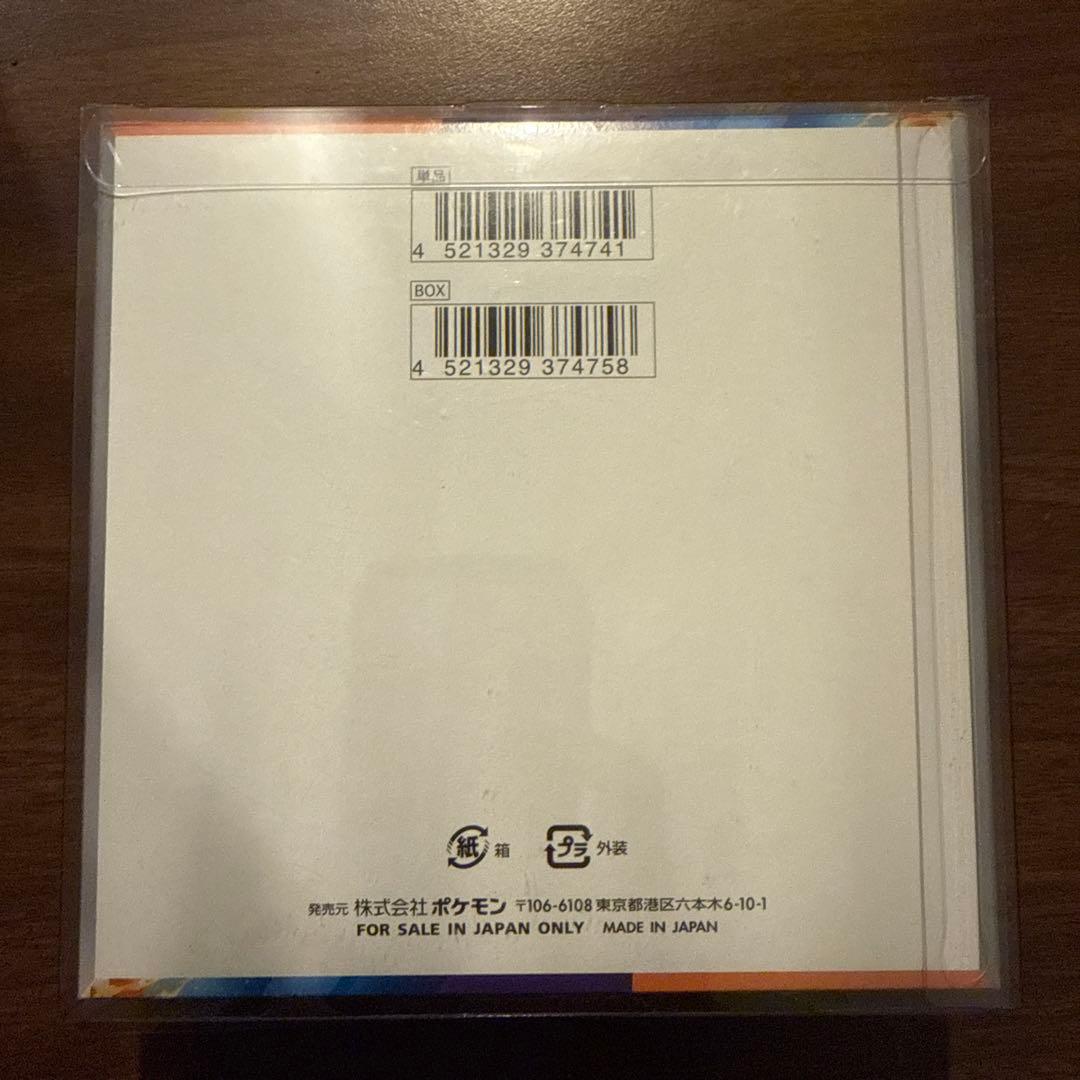 単品
4 521329 374741
BOX
4 521329 374758
紙 箱 プラ 外装
発売元 株式会社 ポケモン 〒106-6108 東京都港区六本木6-10-1
FOR SALE IN JAPAN ONLY MADE IN JAPAN